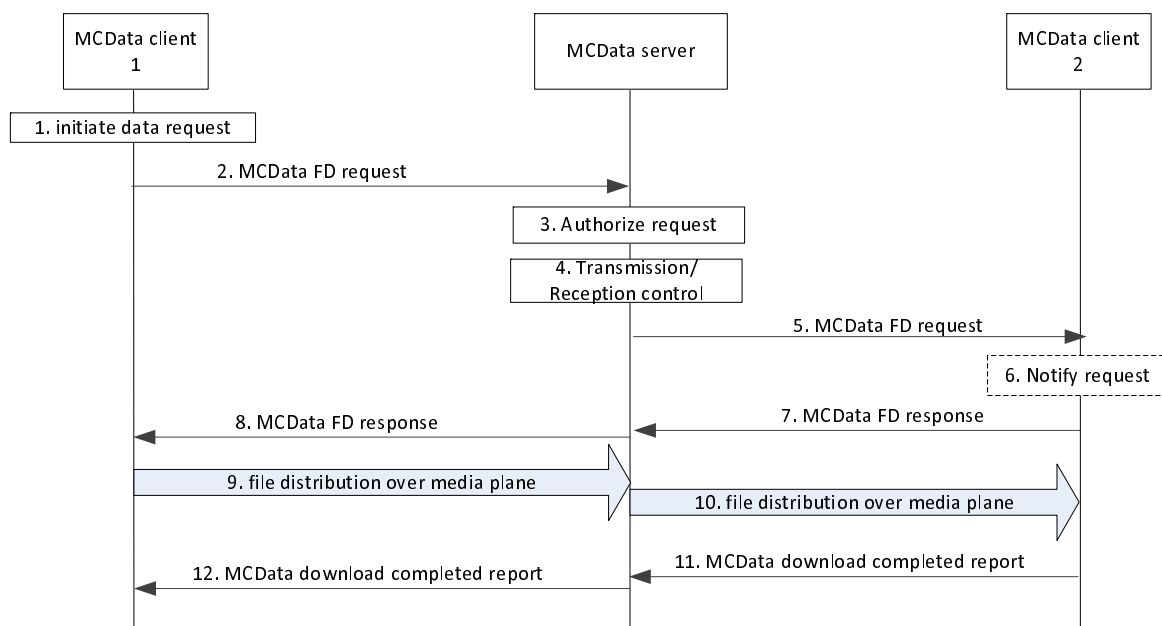 MCData client
1
MCData server
MCData client
2
1. initiate data request
2. MCData FD request
3. Authorize request
4. Transmission/
Reception control
5. MCData FD request
6. Notify request
7. MCData FD response
8. MCData FD response
9. file distribution over media plane
10. file distribution over media plane
11. MCData download completed report
12. MCData download completed report